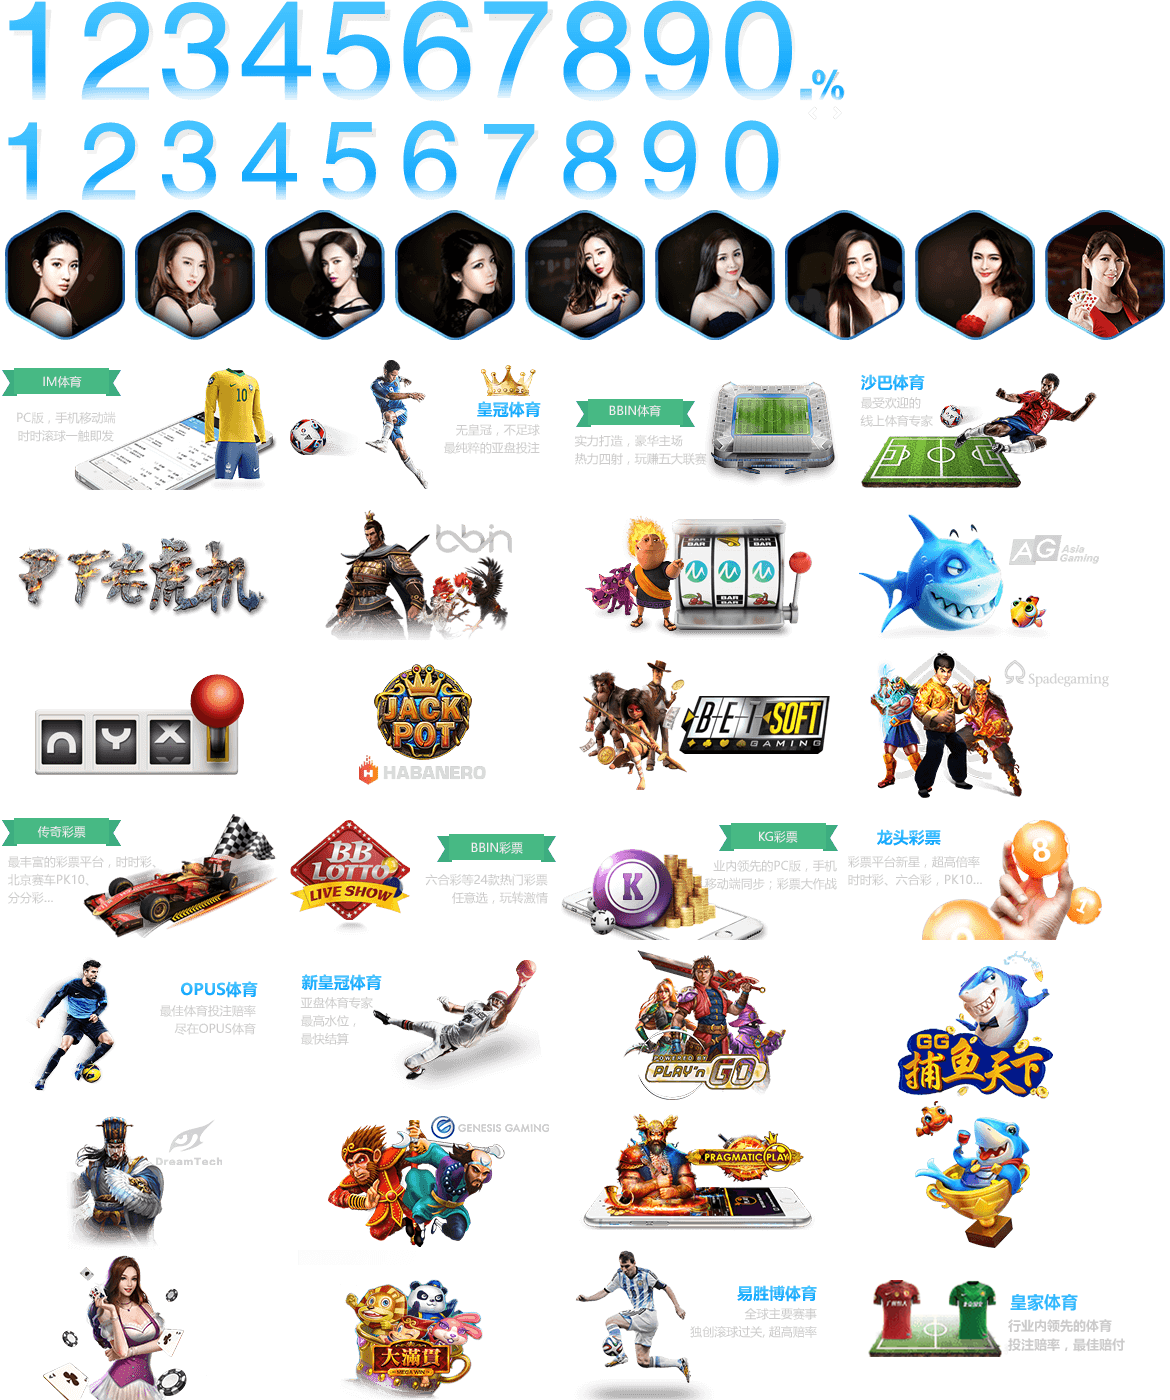 1234567890.%
1234567890
IM体育
PC版，手机移动端
时时滚球一触即发
10
皇冠体育
无皇冠，不足球
最纯粹的亚盘投注
BBIN体育
实力打造，豪华主场
热力四射，玩赚五大联赛
沙巴体育
最受欢迎的
线上体育专家
PT老虎机
bbin
BAR BAR
BAR
BAR
AG Asia
Gaming
NYX
JACK
POT
HABANERO
BETSOFT
GAMING
Spadegaming
传奇彩票
最丰富的彩票平台，时时彩、
北京赛车PK10、
分分彩...
BB
LOTTO
LIVE SHOW
BBIN彩票
六合彩等24款热门彩票
任意选，玩转激情
K
12
KG彩票
业内领先的PC版，手机
移动端同步；彩票大作战
龙头彩票
彩票平台新星，超高倍率
时时彩、六合彩，PK10...
8
1
OPUS体育
最佳体育投注赔率
尽在OPUS体育
新皇冠体育
亚盘体育专家
最高水位，
最快结算
POWERED BY
PLAY'n GO
GG
捕鱼天下
DreamTech
GENESIS GAMING
PRAGMATIC PLAY
大满贯
MEGAWIN
易胜博体育
全球主要赛事
独创滚球过关, 超高赔率
皇家体育
行业内领先的体育
投注赔率，最佳赔付